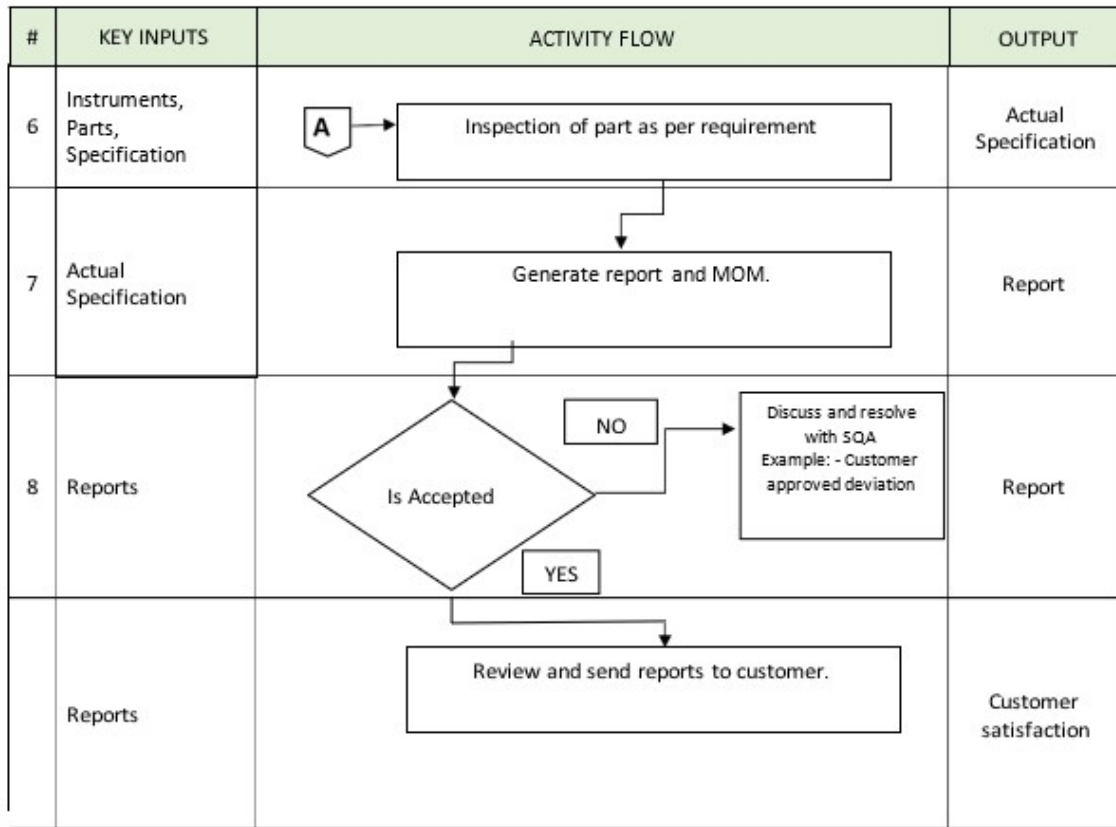 #
KEY INPUTS
ACTIVITY FLOW
OUTPUT
6
Instruments,
Parts,
Specification
A
Inspection of part as per requirement
Actual
Specification
7
Actual
Specification
Generate report and MOM.
Report
8
Reports
Is Accepted
NO
YES
Discuss and resolve
with SQA
Example: - Customer
approved deviation
Report
Reports
Review and send reports to customer.
Customer
satisfaction